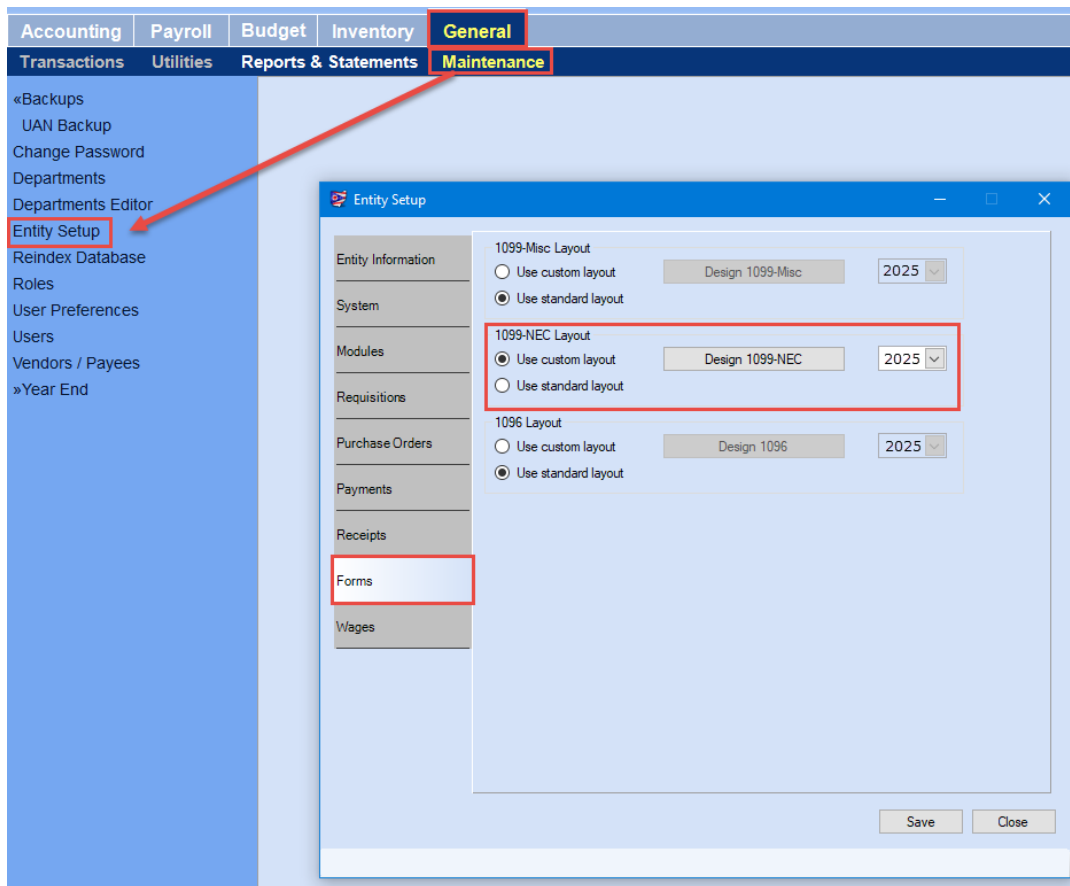 Accounting Payroll Budget Inventory General
Transactions Utilities Reports & Statements Maintenance
«Backups
UAN Backup
Change Password
Departments
Departments Editor
Entity Setup
Reindex Database
Roles
User Preferences
Users
Vendors / Payees
»Year End
Entity Setup
Entity Information
System
Modules
Requisitions
Purchase Orders
Payments
Receipts
Forms
Wages
1099-Misc Layout
Use custom layout Design 1099-Misc 2025
Use standard layout
1099-NEC Layout
Use custom layout Design 1099-NEC 2025
Use standard layout
1096 Layout
Use custom layout Design 1096 2025
Use standard layout
Save Close